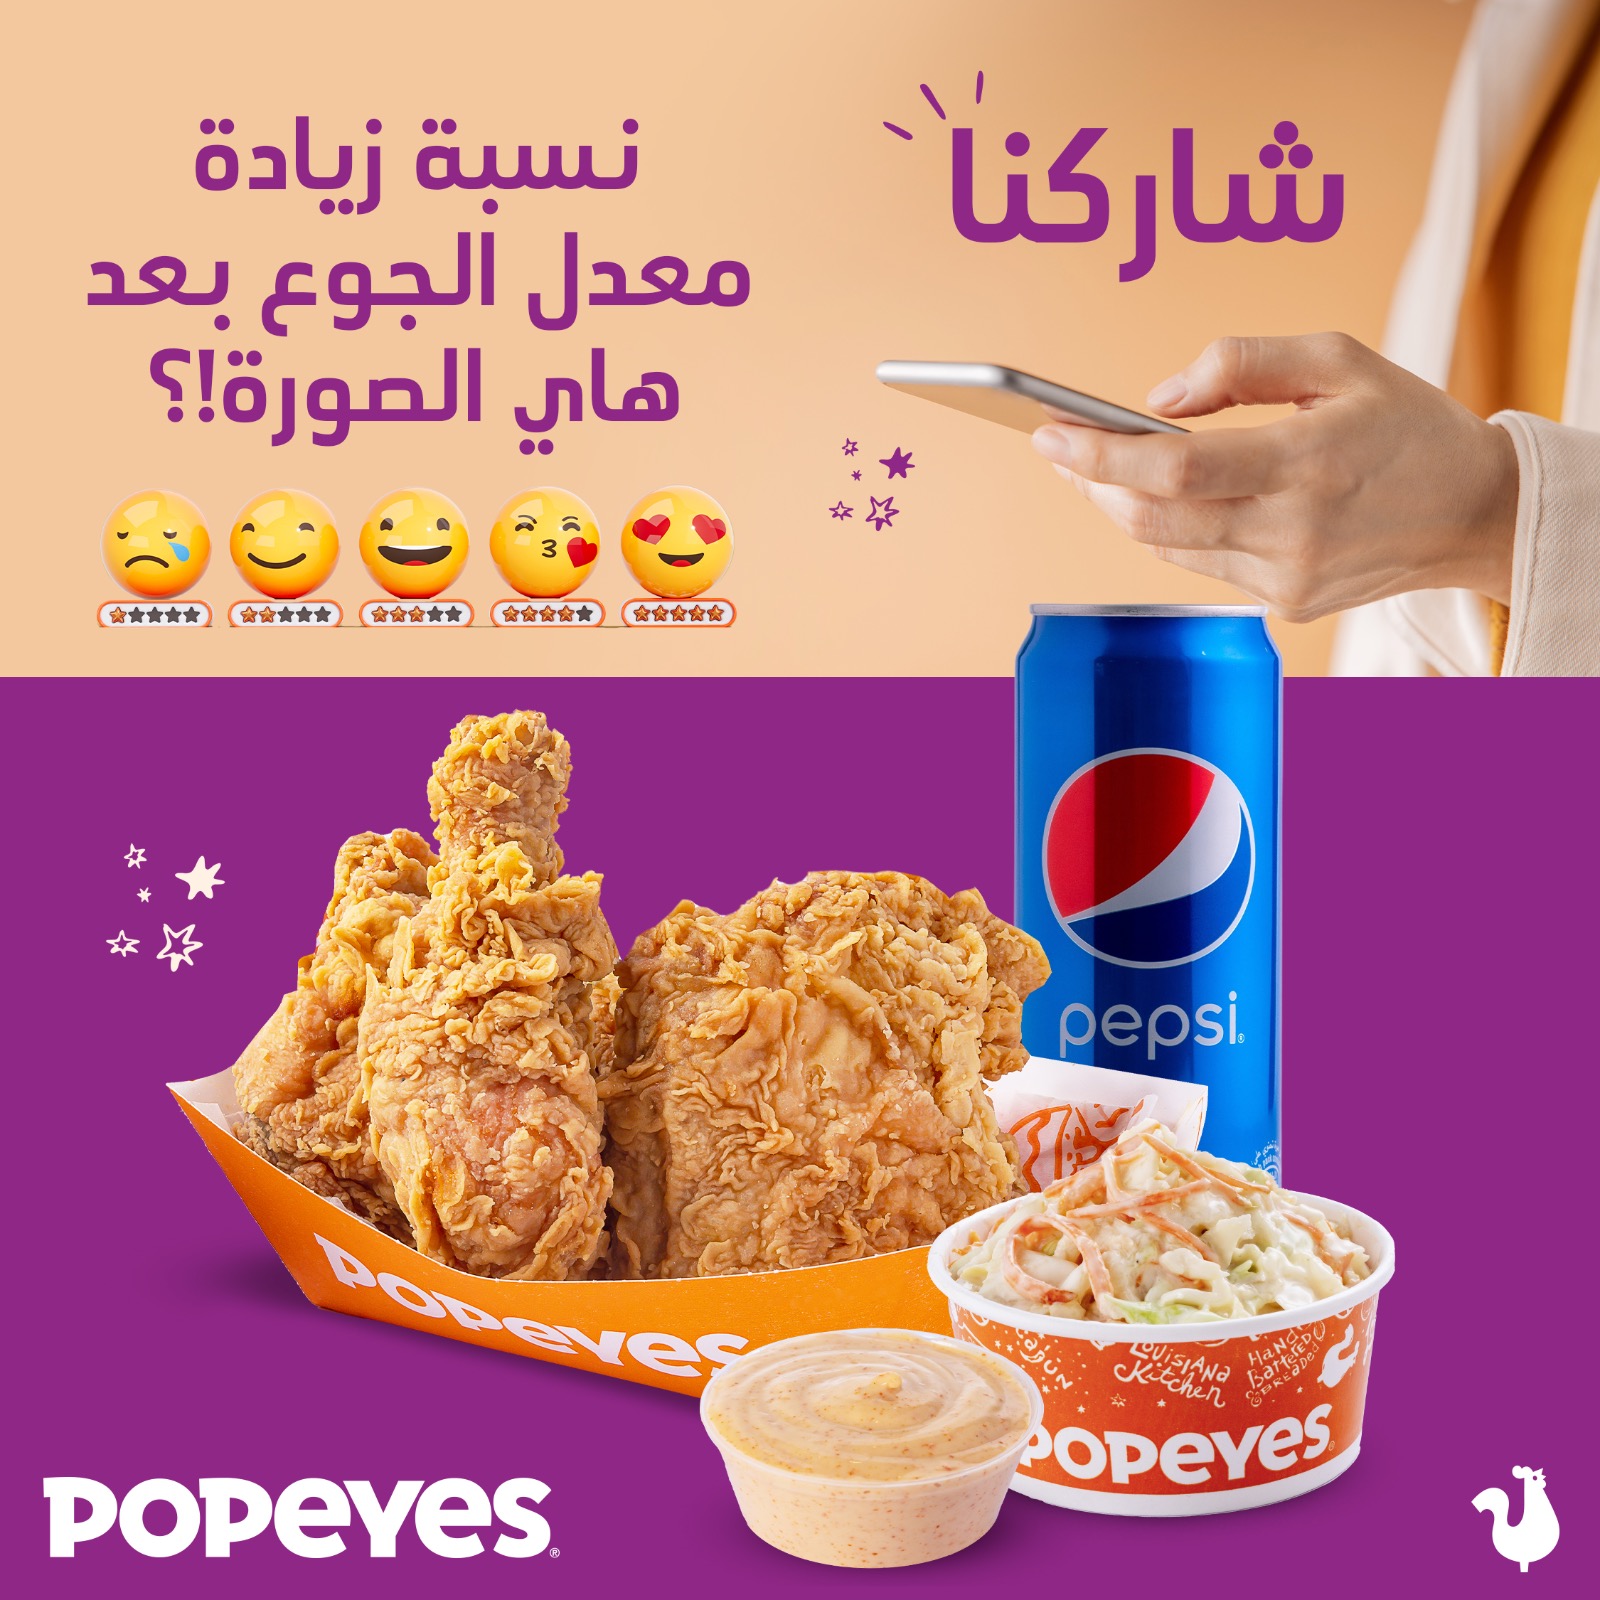 شاركنا
نسبة زيادة
معدل الجوع بعد
هاي الصورة!؟
pepsi
POPEYES
Louisiana
Kitchen
Hand
Battered
& Breaded
POPEYES
POPEYES